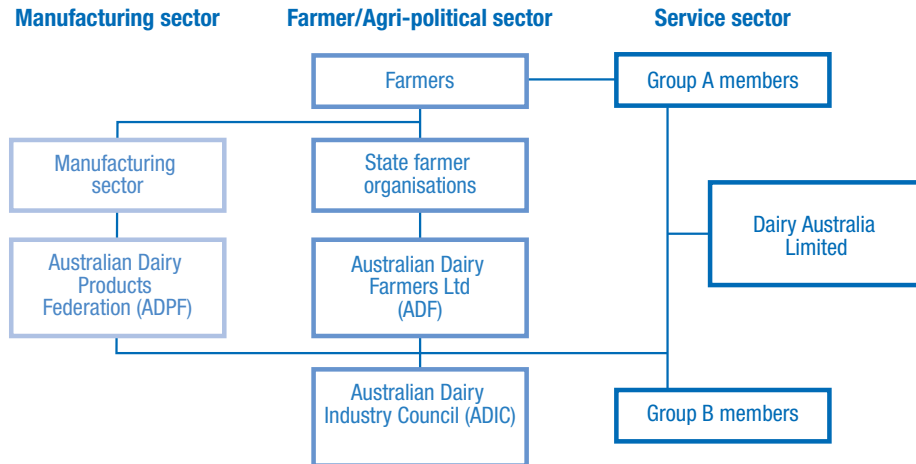 Manufacturing sector
Farmer/Agri-political sector
Service sector
Farmers
Group A members
Manufacturing
sector
State farmer
organisations
Dairy Australia
Limited
Australian Dairy
Products
Federation (ADPF)
Australian Dairy
Farmers Ltd
(ADF)
Australian Dairy
Industry Council (ADIC)
Group B members